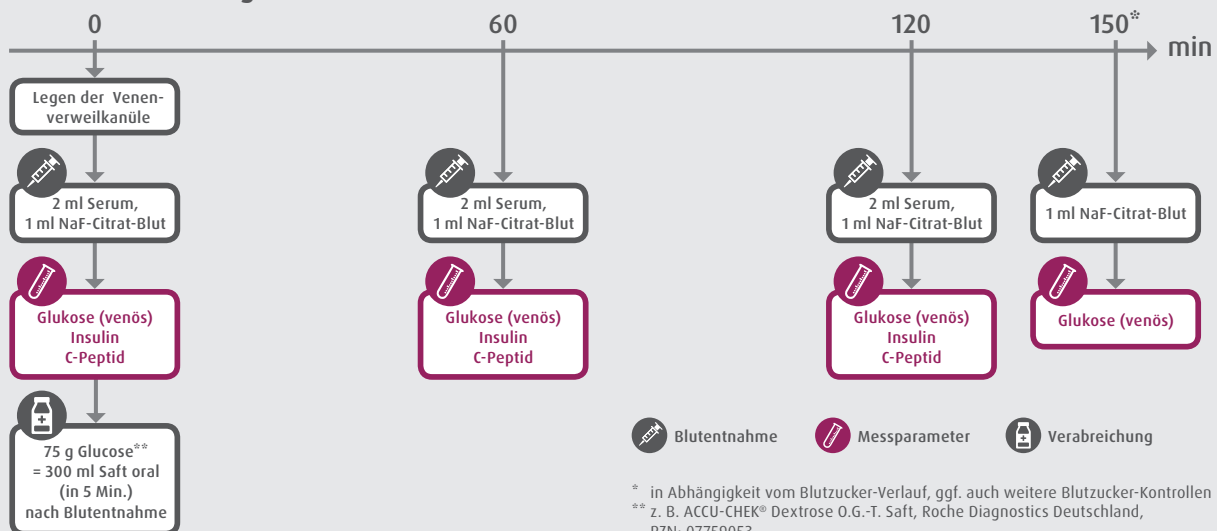 0
60
120
150*
min
Legen der Venen-
verweilkanüle
2 ml Serum,
1 ml NaF-Citrat-Blut
2 ml Serum,
1 ml NaF-Citrat-Blut
2 ml Serum,
1 ml NaF-Citrat-Blut
1 ml NaF-Citrat-Blut
Glukose (venös)
Insulin
C-Peptid
Glukose (venös)
Insulin
C-Peptid
Glukose (venös)
Insulin
C-Peptid
Glukose (venös)
75 g Glucose**
= 300 ml Saft oral
(in 5 Min.)
nach Blutentnahme
Blutentnahme
Messparameter
Verabreichung
* in Abhängigkeit vom Blutzucker-Verlauf, ggf. auch weitere Blutzucker-Kontrollen
** z. B. ACCU-CHEK® Dextrose O.G.-T. Saft, Roche Diagnostics Deutschland,
PZN: 07759053